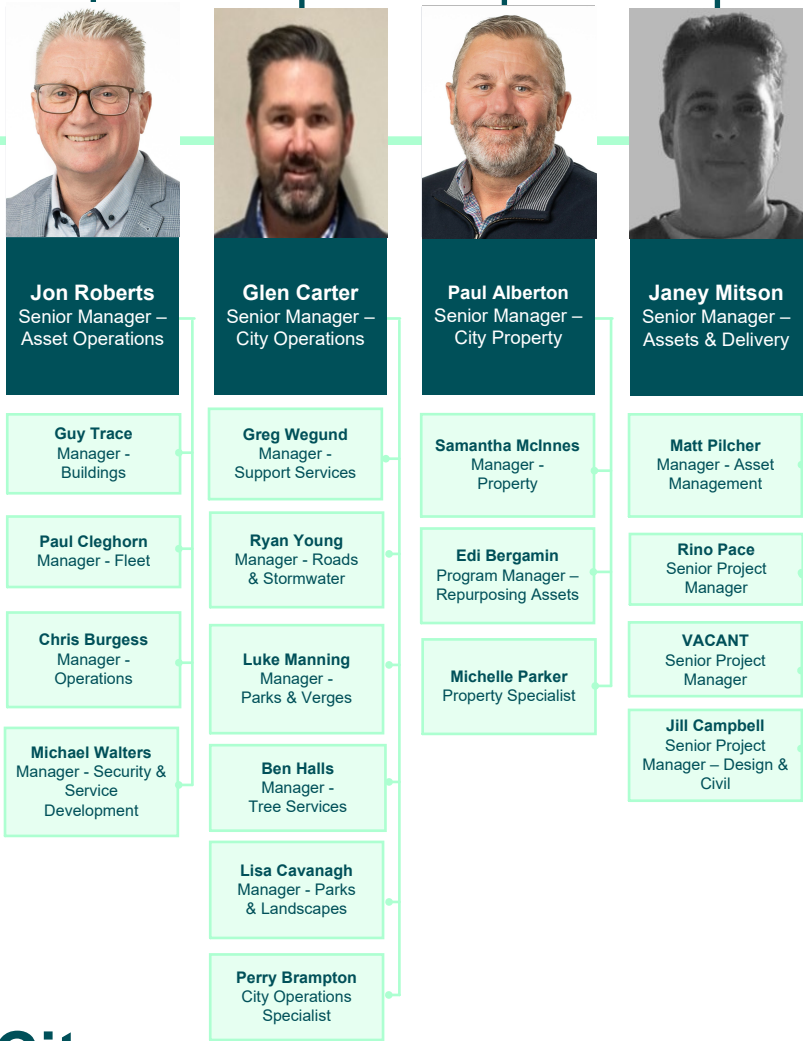 Jon Roberts
Senior Manager –
Asset Operations
Guy Trace
Manager -
Buildings
Paul Cleghorn
Manager - Fleet
Chris Burgess
Manager -
Operations
Michael Walters
Manager - Security &
Service
Development
Glen Carter
Senior Manager –
City Operations
Greg Wegund
Manager -
Support Services
Ryan Young
Manager - Roads
& Stormwater
Luke Manning
Manager -
Parks & Verges
Ben Halls
Manager -
Tree Services
Lisa Cavanagh
Manager - Parks
& Landscapes
Perry Brampton
City Operations
Specialist
Paul Alberton
Senior Manager –
City Property
Samantha McInnes
Manager -
Property
Edi Bergamin
Program Manager –
Repurposing Assets
Michelle Parker
Property Specialist
Janey Mitson
Senior Manager –
Assets & Delivery
Matt Pilcher
Manager - Asset
Management
Rino Pace
Senior Project
Manager
VACANT
Senior Project
Manager
Jill Campbell
Senior Project
Manager – Design &
Civil